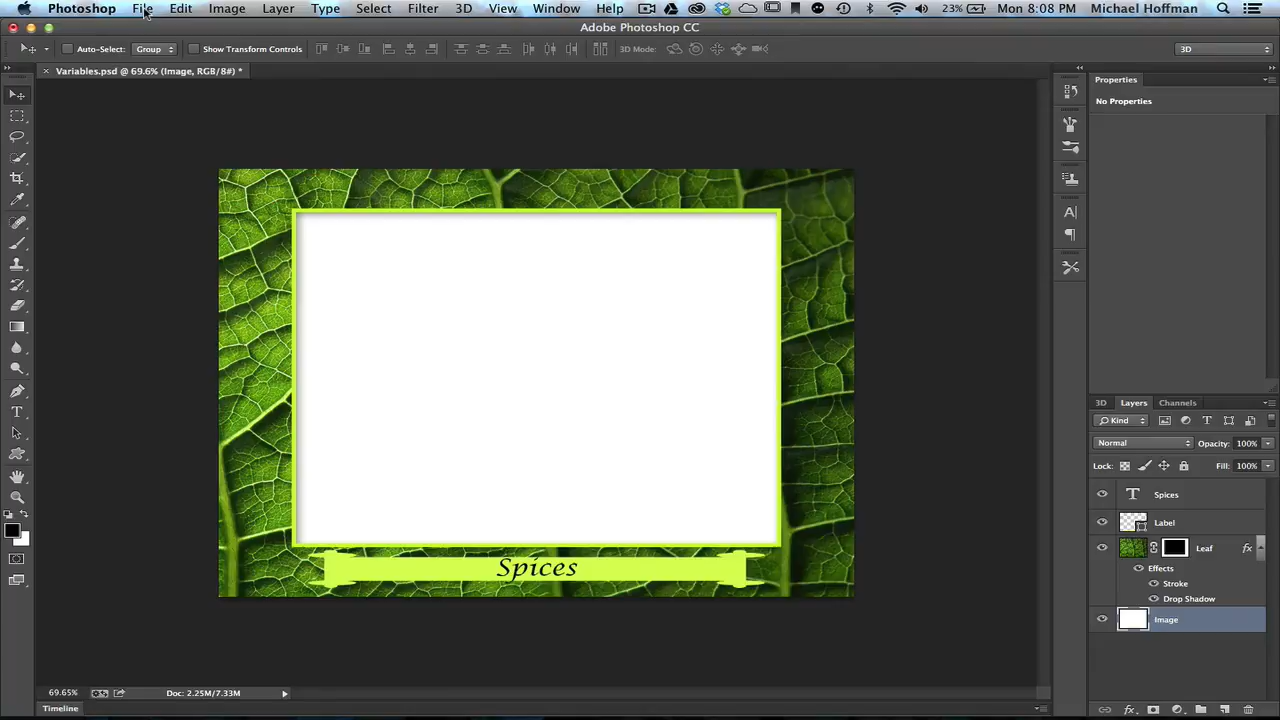 Photoshop File Edit Image Layer Type Select Filter 3D View Window Help 23% Mon 8:08 PM Michael Hoffman
Adobe Photoshop CC
Auto-Select: Group Show Transform Controls 3D Mode: 3D
Variables.psd @ 69.6% (Image, RGB/8#) *
Properties
No Properties
Spices
3D Layers Channels
Kind
Normal Opacity: 100%
Lock: Fill: 100%
Spices
Label
Leaf fx
Effects
Stroke
Drop Shadow
Image
69.65% Doc: 2.25M/7.33M
Timeline